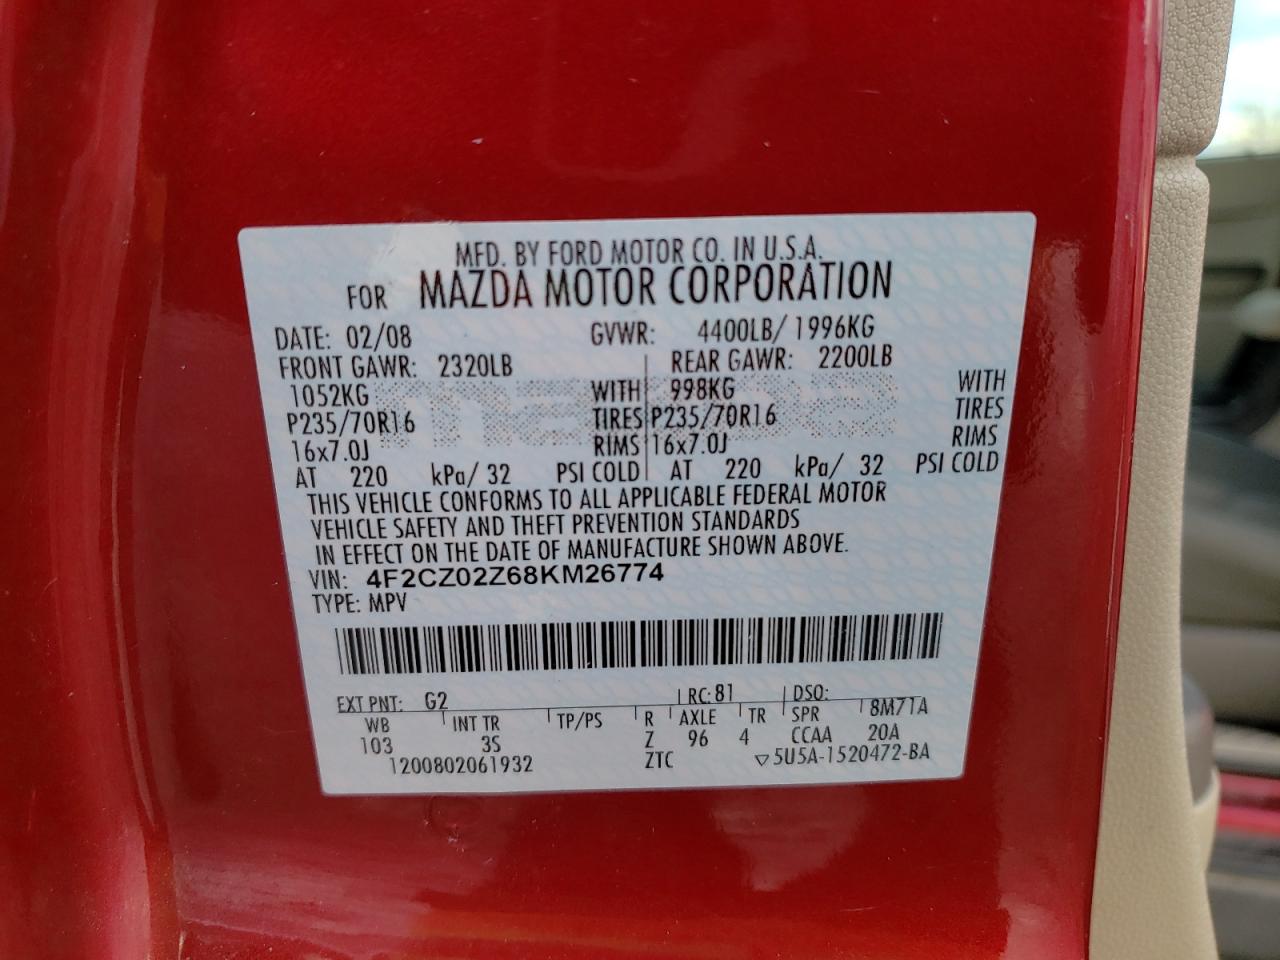 MFD. BY FORD MOTOR CO. IN U.S.A.
FOR MAZDA MOTOR CORPORATION
DATE: 02/08 GVWR: 4400LB/ 1996KG
FRONT GAWR: 2320LB REAR GAWR: 2200LB
1052KG WITH 998KG WITH
P235/70R16 TIRES P235/70R16 TIRES
16x7.0J RIMS 16x7.0J RIMS
AT 220 kPa/ 32 PSI COLD AT 220 kPa/ 32 PSI COLD
THIS VEHICLE CONFORMS TO ALL APPLICABLE FEDERAL MOTOR
VEHICLE SAFETY AND THEFT PREVENTION STANDARDS
IN EFFECT ON THE DATE OF MANUFACTURE SHOWN ABOVE.
VIN: 4F2CZ02Z68KM26774
TYPE: MPV
EXT PNT: G2 RC: 81 DSO:
WB INT TR TP/PS R AXLE TR SPR 8M71A
103 3S Z 96 4 CCAA 20A
1200802061932 ZTC ▽5U5A-1520472-BA